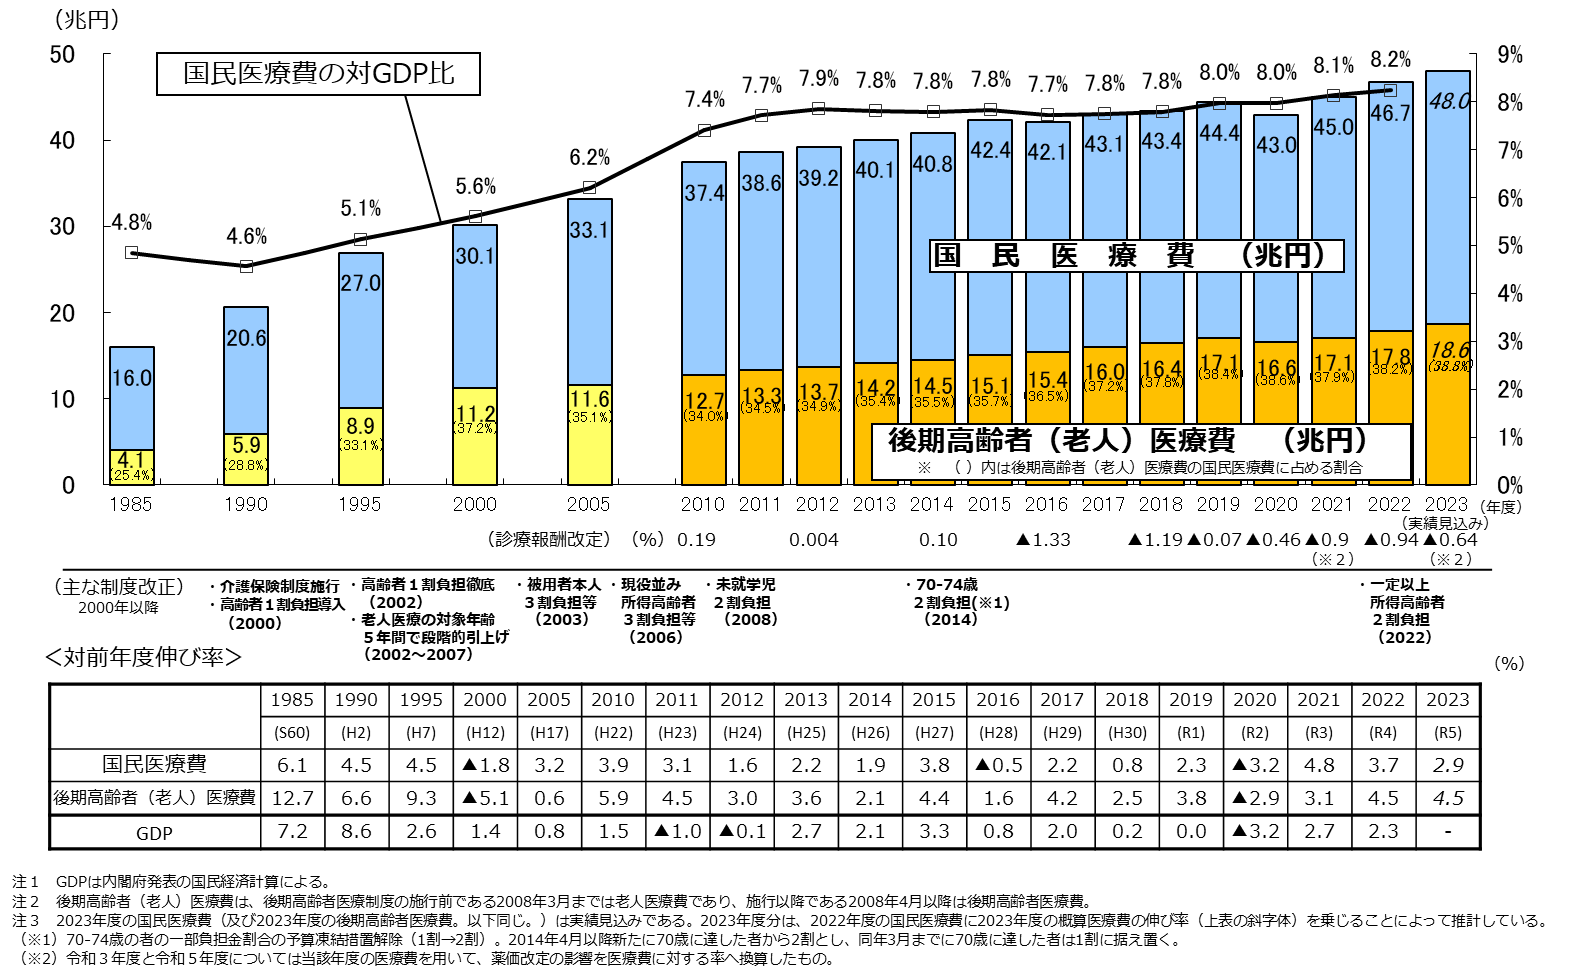 （兆円）
国民医療費の対GDP比
50
40
30
20
10
0
9%
8%
7%
6%
5%
4%
3%
2%
1%
0%
4.8%
4.6%
5.1%
5.6%
6.2%
7.4%
7.7%
7.9%
7.8%
7.8%
7.8%
7.7%
7.8%
7.8%
8.0%
8.0%
8.1%
8.2%
16.0
20.6
27.0
30.1
33.1
37.4
38.6
39.2
40.1
40.8
42.4
42.1
43.1
43.4
44.4
43.0
45.0
46.7
48.0
国　民　医　療　費　（兆円）
4.1
(25.4%)
5.9
(28.8%)
8.9
(33.1%)
11.2
(37.2%)
11.6
(35.1%)
12.7
(34.0%)
13.3
(34.5%)
13.7
(34.9%)
14.2
(35.4%)
14.5
(35.5%)
15.1
(35.7%)
15.4
(36.5%)
16.0
(37.2%)
16.4
(37.8%)
17.1
(38.4%)
16.6
(38.6%)
17.1
(37.9%)
17.8
(38.2%)
18.6
(38.8%)
後期高齢者（老人）医療費　（兆円）
※　（ ）内は後期高齢者（老人）医療費の国民医療費に占める割合
1985 1990 1995 2000 2005 2010 2011 2012 2013 2014 2015 2016 2017 2018 2019 2020 2021 2022 2023 （年度）
（実績見込み）
（診療報酬改定）（%） 0.19 0.004 0.10 ▲1.33 ▲1.19 ▲0.07 ▲0.46 ▲0.9 ▲0.94 ▲0.64
（※２） （※２）
（主な制度改正）
2000年以降
・介護保険制度施行
・高齢者１割負担導入
（2000）
・高齢者１割負担徹底
（2002）
・老人医療の対象年齢
５年間で段階的引上げ
（2002～2007）
・被用者本人
３割負担等
（2003）
・現役並み
所得高齢者
３割負担等
（2006）
・未就学児
２割負担
（2008）
・70-74歳
２割負担(※1)
（2014）
・一定以上
所得高齢者
２割負担
（2022）
＜対前年度伸び率＞
（%）
1985 1990 1995 2000 2005 2010 2011 2012 2013 2014 2015 2016 2017 2018 2019 2020 2021 2022 2023
(S60) (H2) (H7) (H12) (H17) (H22) (H23) (H24) (H25) (H26) (H27) (H28) (H29) (H30) (R1) (R2) (R3) (R4) (R5)
国民医療費 6.1 4.5 4.5 ▲1.8 3.2 3.9 3.1 1.6 2.2 1.9 3.8 ▲0.5 2.2 0.8 2.3 ▲3.2 4.8 3.7 2.9
後期高齢者（老人）医療費 12.7 6.6 9.3 ▲5.1 0.6 5.9 4.5 3.0 3.6 2.1 4.4 1.6 4.2 2.5 3.8 ▲2.9 3.1 4.5 4.5
GDP 7.2 8.6 2.6 1.4 0.8 1.5 ▲1.0 ▲0.1 2.7 2.1 3.3 0.8 2.0 0.2 0.0 ▲3.2 2.7 2.3 -
注１　GDPは内閣府発表の国民経済計算による。
注２　後期高齢者（老人）医療費は、後期高齢者医療制度の施行前である2008年3月までは老人医療費であり、施行以降である2008年4月以降は後期高齢者医療費。
注３　2023年度の国民医療費（及び2023年度の後期高齢者医療費。以下同じ。）は実績見込みである。2023年度分は、2022年度の国民医療費に2023年度の概算医療費の伸び率（上表の斜字体）を乗じることによって推計している。
（※1）70-74歳の者の一部負担金割合の予算凍結措置解除（1割→2割）。2014年4月以降新たに70歳に達した者から2割とし、同年3月までに70歳に達した者は1割に据え置く。
（※2）令和３年度と令和５年度については当該年度の医療費を用いて、薬価改定の影響を医療費に対する率へ換算したもの。